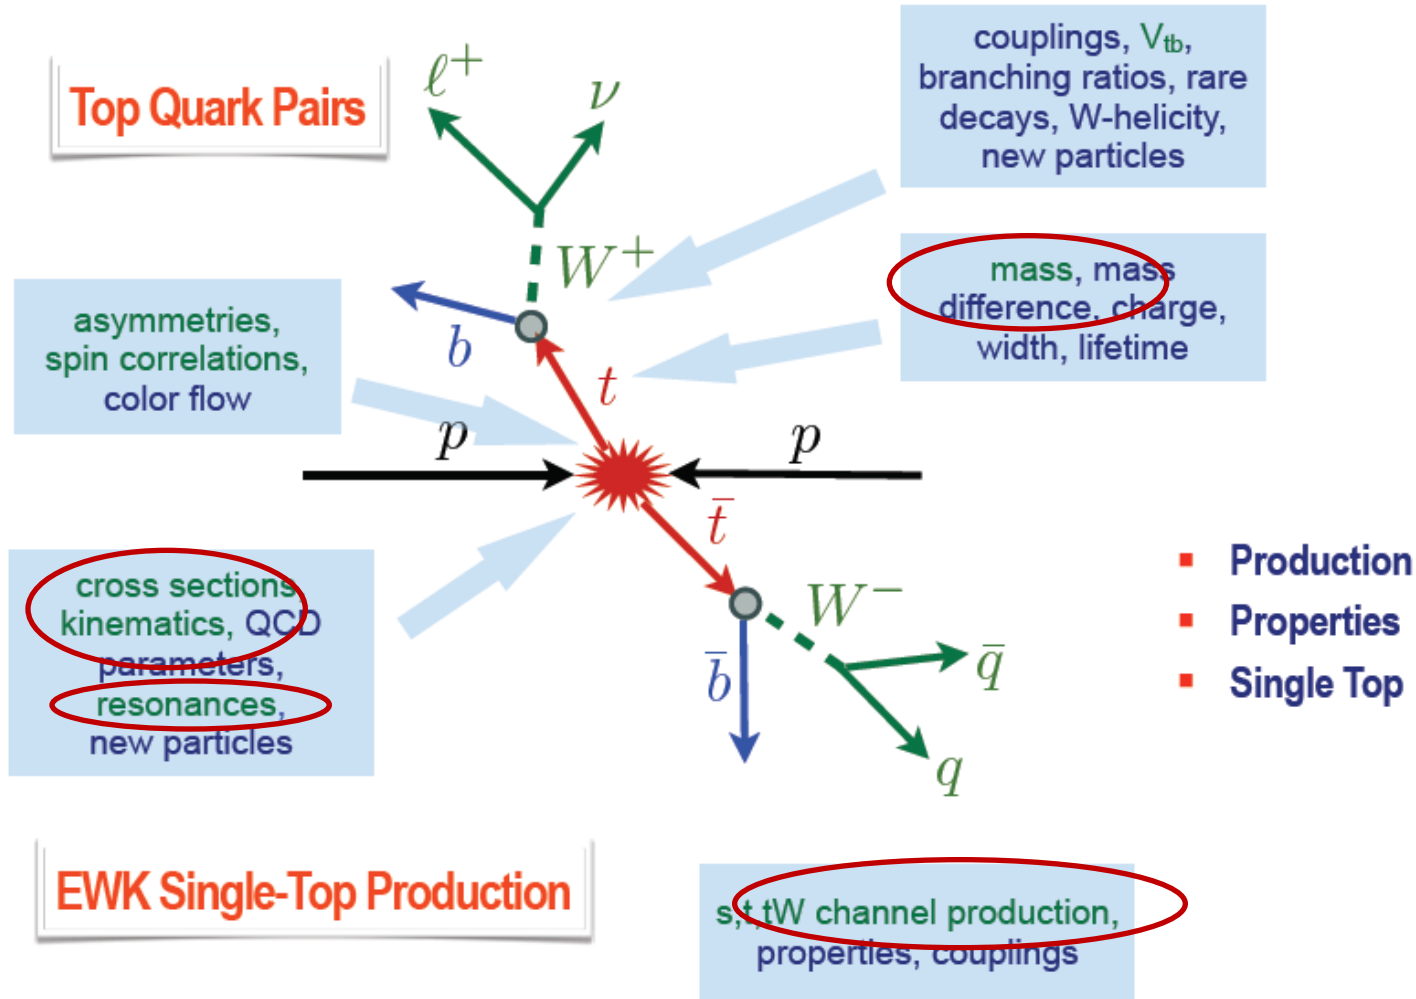 Top Quark Pairs
ℓ⁺
ν
couplings, V_tb,
branching ratios, rare
decays, W-helicity,
new particles
W⁺
mass, mass
difference, charge,
width, lifetime
asymmetries,
spin correlations,
color flow
b
t
p
p
t̄
cross sections
kinematics, QCD
parameters,
resonances,
new particles
W⁻
b̄
q̄
q
Production
Properties
Single Top
EWK Single-Top Production
s,t,tW channel production,
properties, couplings